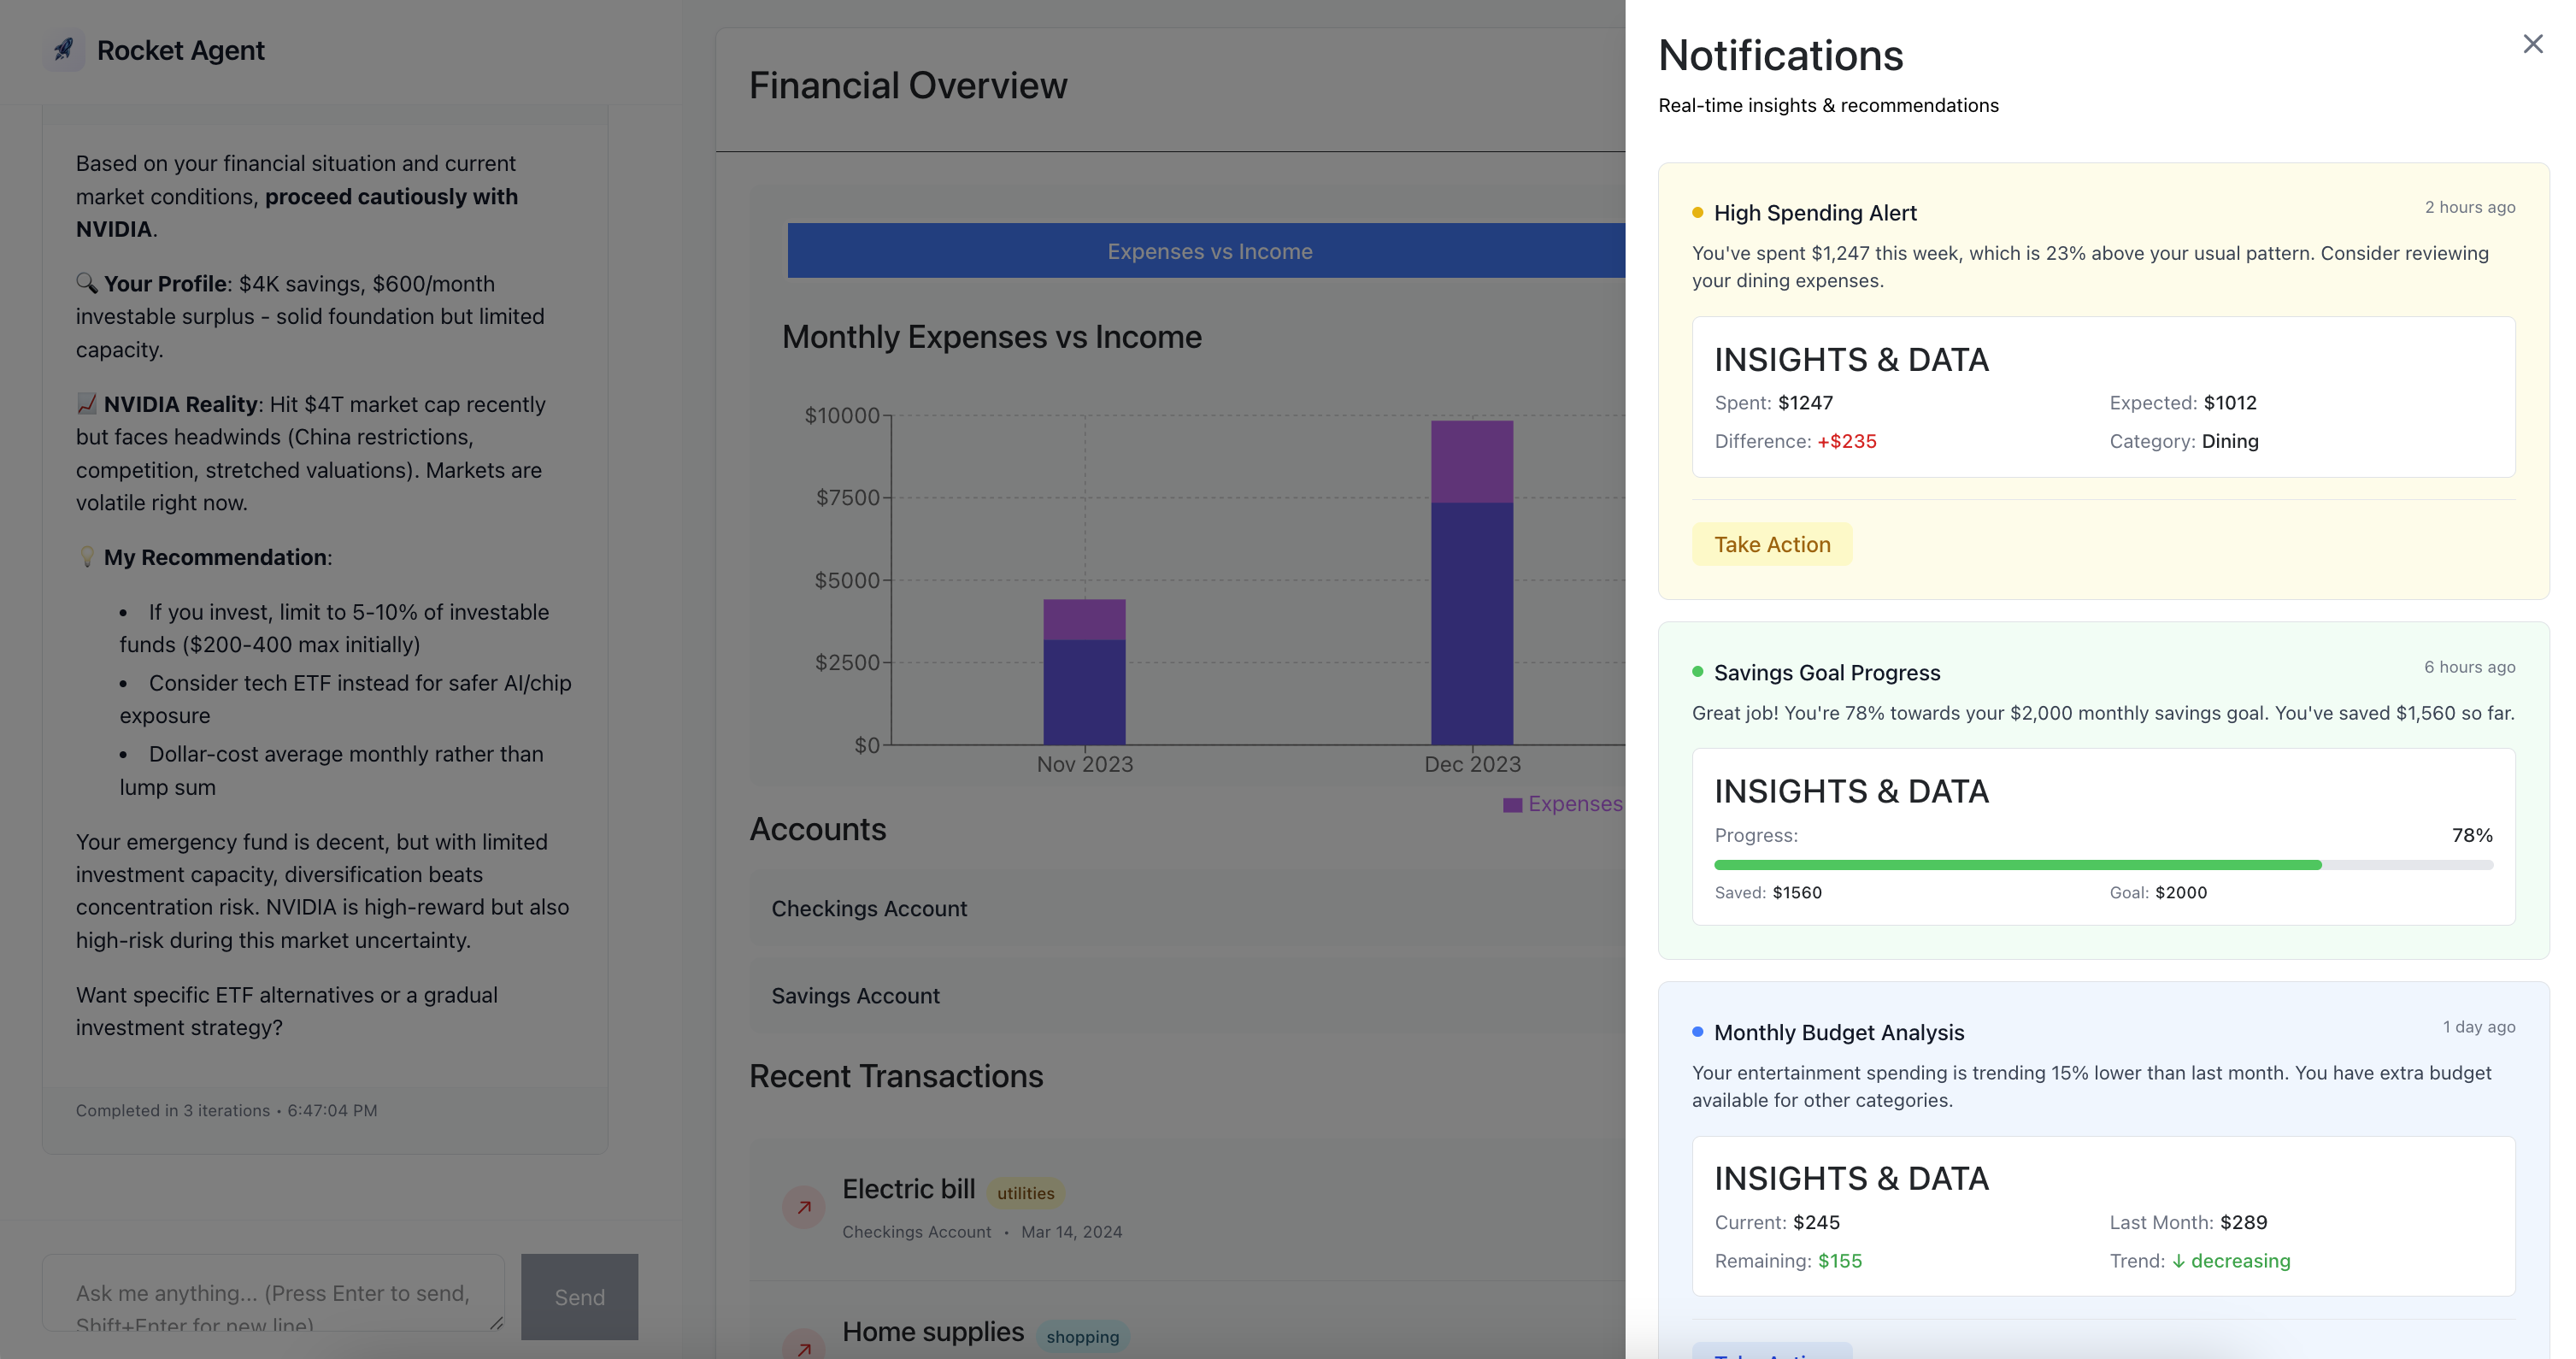 Rocket Agent
Based on your financial situation and current
market conditions, proceed cautiously with
NVIDIA.
🔍 Your Profile: $4K savings, $600/month
investable surplus - solid foundation but limited
capacity.
📈 NVIDIA Reality: Hit $4T market cap recently
but faces headwinds (China restrictions,
competition, stretched valuations). Markets are
volatile right now.
💡 My Recommendation:
• If you invest, limit to 5-10% of investable
funds ($200-400 max initially)
• Consider tech ETF instead for safer AI/chip
exposure
• Dollar-cost average monthly rather than
lump sum
Your emergency fund is decent, but with limited
investment capacity, diversification beats
concentration risk. NVIDIA is high-reward but also
high-risk during this market uncertainty.
Want specific ETF alternatives or a gradual
investment strategy?
Completed in 3 iterations • 6:47:04 PM
Ask me anything... (Press Enter to send,
Shift+Enter for new line)
Send
Financial Overview
Expenses vs Income
Monthly Expenses vs Income
$10000
$7500
$5000
$2500
$0
Nov 2023
Dec 2023
Expenses
Accounts
Checkings Account
Savings Account
Recent Transactions
Electric bill utilities
Checkings Account • Mar 14, 2024
Home supplies shopping
Notifications
Real-time insights & recommendations
High Spending Alert
2 hours ago
You've spent $1,247 this week, which is 23% above your usual pattern. Consider reviewing
your dining expenses.
INSIGHTS & DATA
Spent: $1247 Expected: $1012
Difference: +$235 Category: Dining
Take Action
Savings Goal Progress
6 hours ago
Great job! You're 78% towards your $2,000 monthly savings goal. You've saved $1,560 so far.
INSIGHTS & DATA
Progress: 78%
Saved: $1560 Goal: $2000
Monthly Budget Analysis
1 day ago
Your entertainment spending is trending 15% lower than last month. You have extra budget
available for other categories.
INSIGHTS & DATA
Current: $245 Last Month: $289
Remaining: $155 Trend: ↓ decreasing